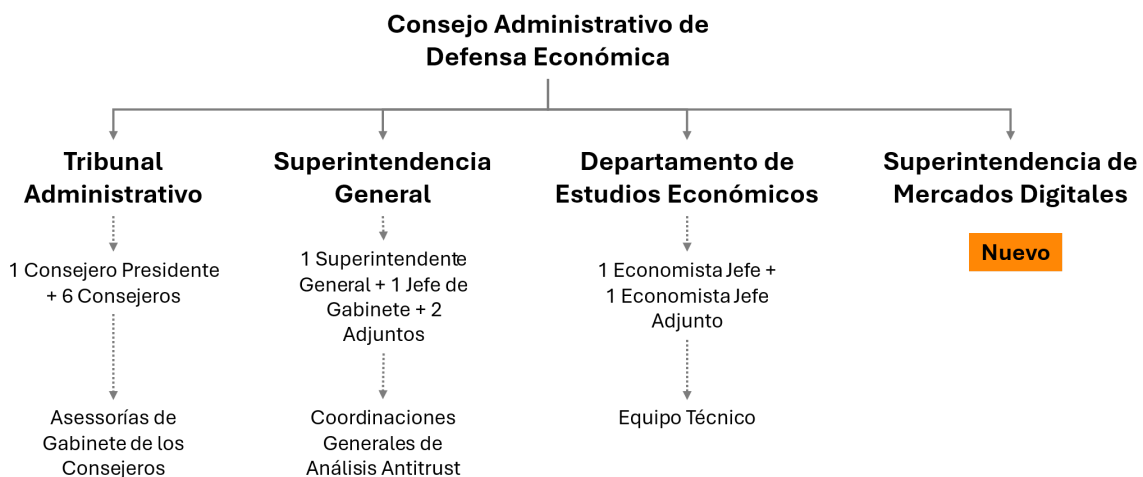 Consejo Administrativo de
Defensa Económica
Tribunal
Administrativo
1 Consejero Presidente
+ 6 Consejeros
Asessorías de
Gabinete de los
Consejeros
Superintendencia
General
1 Superintendente
General + 1 Jefe de
Gabinete + 2
Adjuntos
Coordinaciones
Generales de
Análisis Antitrust
Departamento de
Estudios Económicos
1 Economista Jefe +
1 Economista Jefe
Adjunto
Equipo Técnico
Superintendencia de
Mercados Digitales
Nuevo